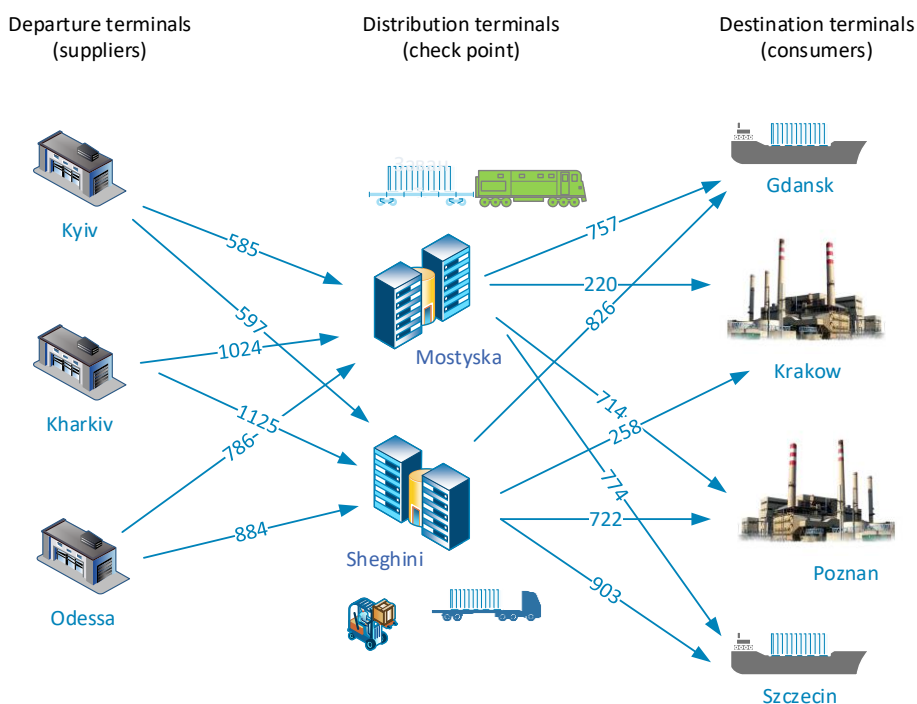 Departure terminals
(suppliers)
Distribution terminals
(check point)
Destination terminals
(consumers)
Kyiv
Kharkiv
Odessa
Mostyska
Sheghini
Gdansk
Krakow
Poznan
Szczecin
585
597
1024
1125
786
884
757
220
826
714
258
774
722
903